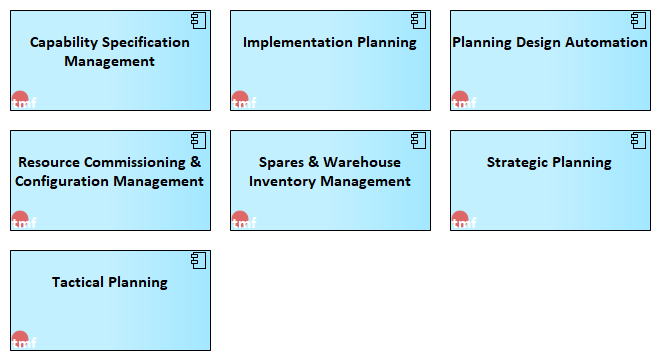 Capability Specification
Management
tmf
Implementation Planning
tmf
Planning Design Automation
tmf
Resource Commissioning &
Configuration Management
tmf
Spares & Warehouse
Inventory Management
tmf
Strategic Planning
tmf
Tactical Planning
tmf